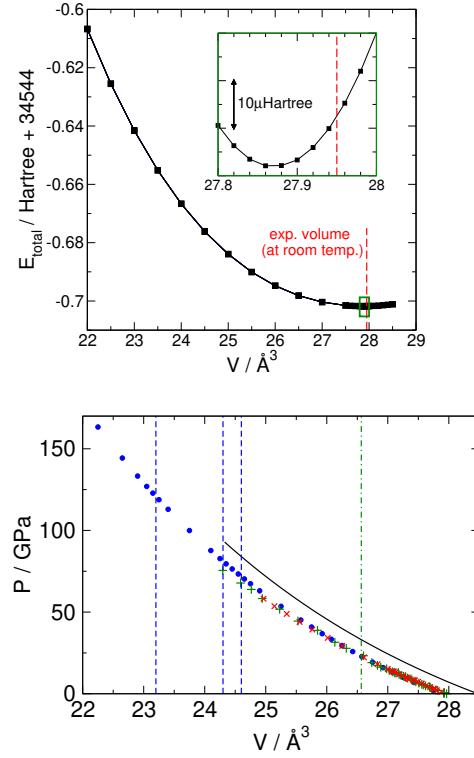 -0.6
-0.62
-0.64
-0.66
-0.68
-0.7
E_total / Hartree + 34544
10μHartree
27.8 27.9 28
exp. volume
(at room temp.)
22 23 24 25 26 27 28 29
V / Å³
150
100
50
0
P / GPa
23 24 25 26 27 28
V / Å³